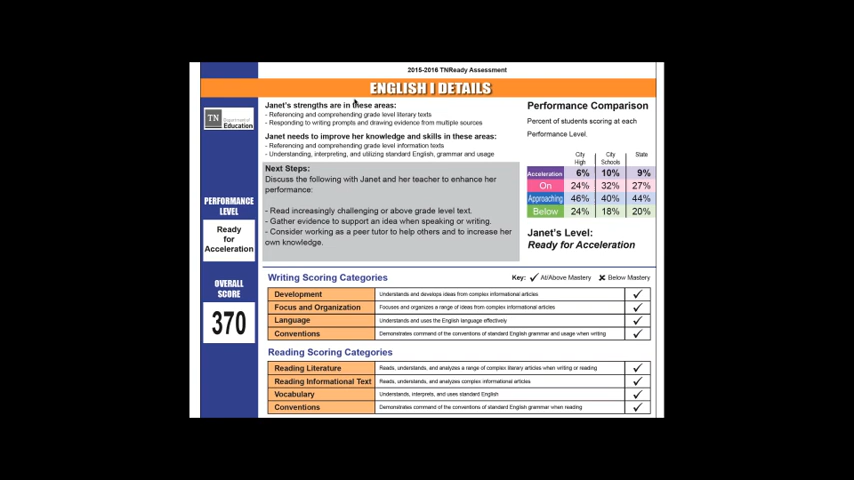 2015-2016 TNReady Assessment
ENGLISH I DETAILS
TN
Department of
Education
Janet's strengths are in these areas:
- Referencing and comprehending grade level literary texts
- Responding to writing prompts and drawing evidence from multiple sources
Janet needs to improve her knowledge and skills in these areas:
- Referencing and comprehending grade level information texts
- Understanding, interpreting, and utilizing standard English, grammar and usage
Next Steps:
Discuss the following with Janet and her teacher to enhance her
performance:
- Read increasingly challenging or above grade level text.
- Gather evidence to support an idea when speaking or writing.
- Consider working as a peer tutor to help others and to increase her
own knowledge.
Performance Comparison
Percent of students scoring at each
Performance Level.
City High City Schools State
Acceleration 6% 10% 9%
On 24% 32% 27%
Approaching 46% 40% 44%
Below 24% 18% 20%
Janet's Level:
Ready for Acceleration
PERFORMANCE
LEVEL
Ready
for
Acceleration
OVERALL
SCORE
370
Writing Scoring Categories
Key: ✓ At/Above Mastery ✗ Below Mastery
Development Understands and develops ideas from complex informational articles ✓
Focus and Organization Focuses and organizes a range of ideas from complex informational articles ✓
Language Understands and uses the English language effectively ✓
Conventions Demonstrates command of the conventions of standard English grammar and usage when writing ✓
Reading Scoring Categories
Reading Literature Reads, understands, and analyzes a range of complex literary articles when writing or reading ✓
Reading Informational Text Reads, understands, and analyzes complex informational articles ✓
Vocabulary Understands, interprets, and uses standard English ✓
Conventions Demonstrates command of the conventions of standard English grammar when reading ✓